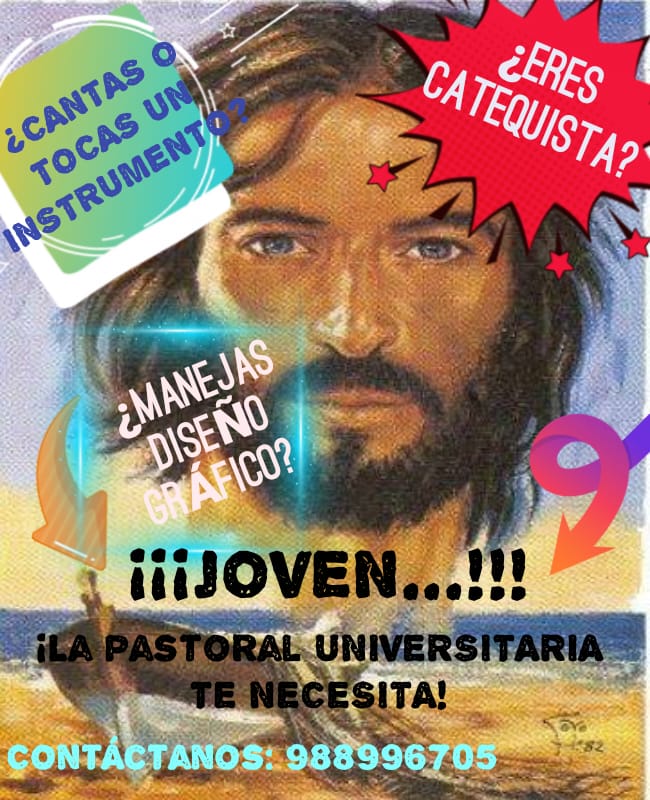 ¿CANTAS O
TOCAS UN
INSTRUMENTO?
¿ERES
CATEQUISTA?
¿MANEJAS
DISEÑO
GRÁFICO?
¡¡¡JOVEN...!!!
¡LA PASTORAL UNIVERSITARIA
TE NECESITA!
CONTÁCTANOS: 988996705